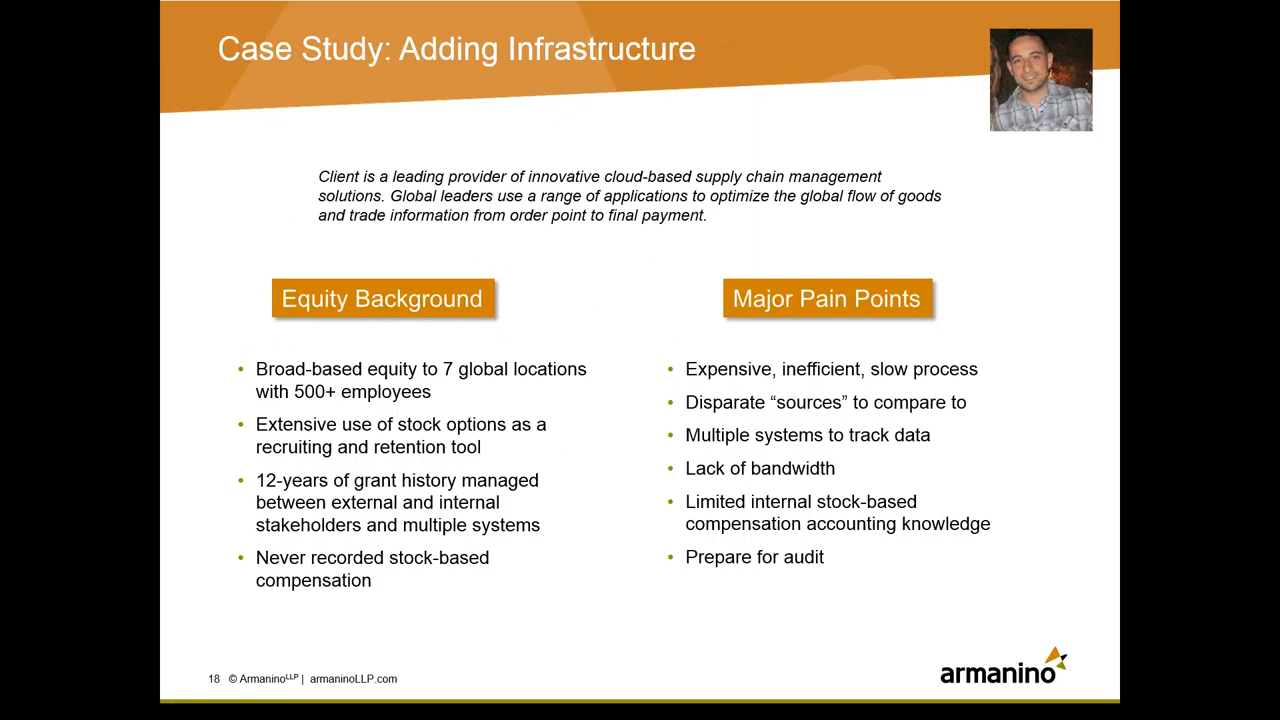 Case Study: Adding Infrastructure
Client is a leading provider of innovative cloud-based supply chain management
solutions. Global leaders use a range of applications to optimize the global flow of goods
and trade information from order point to final payment.
Equity Background
• Broad-based equity to 7 global locations
with 500+ employees
• Extensive use of stock options as a
recruiting and retention tool
• 12-years of grant history managed
between external and internal
stakeholders and multiple systems
• Never recorded stock-based
compensation
Major Pain Points
• Expensive, inefficient, slow process
• Disparate “sources” to compare to
• Multiple systems to track data
• Lack of bandwidth
• Limited internal stock-based
compensation accounting knowledge
• Prepare for audit
18 © ArmaninoLLP | armaninoLLP.com
armanino